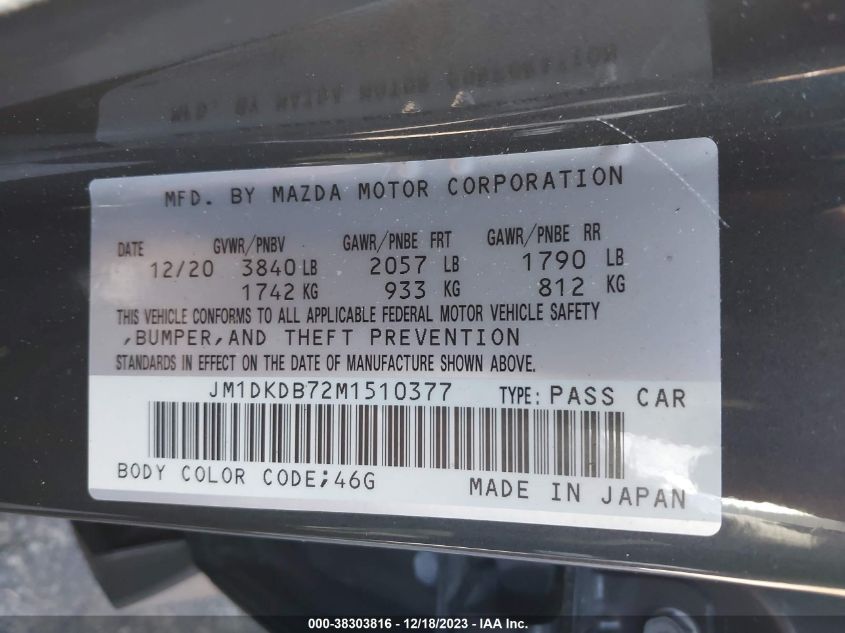 MFD. BY MAZDA MOTOR CORPORATION
DATE GVWR/PNBV GAWR/PNBE FRT GAWR/PNBE RR
12/20 3840 LB 2057 LB 1790 LB
1742 KG 933 KG 812 KG
THIS VEHICLE CONFORMS TO ALL APPLICABLE FEDERAL MOTOR VEHICLE SAFETY
,BUMPER,AND THEFT PREVENTION
STANDARDS IN EFFECT ON THE DATE OF MANUFACTURE SHOWN ABOVE.
JM1DKDB72M1510377 TYPE: PASS CAR
BODY COLOR CODE;46G MADE IN JAPAN
000-38303816 - 12/18/2023 - IAA Inc.